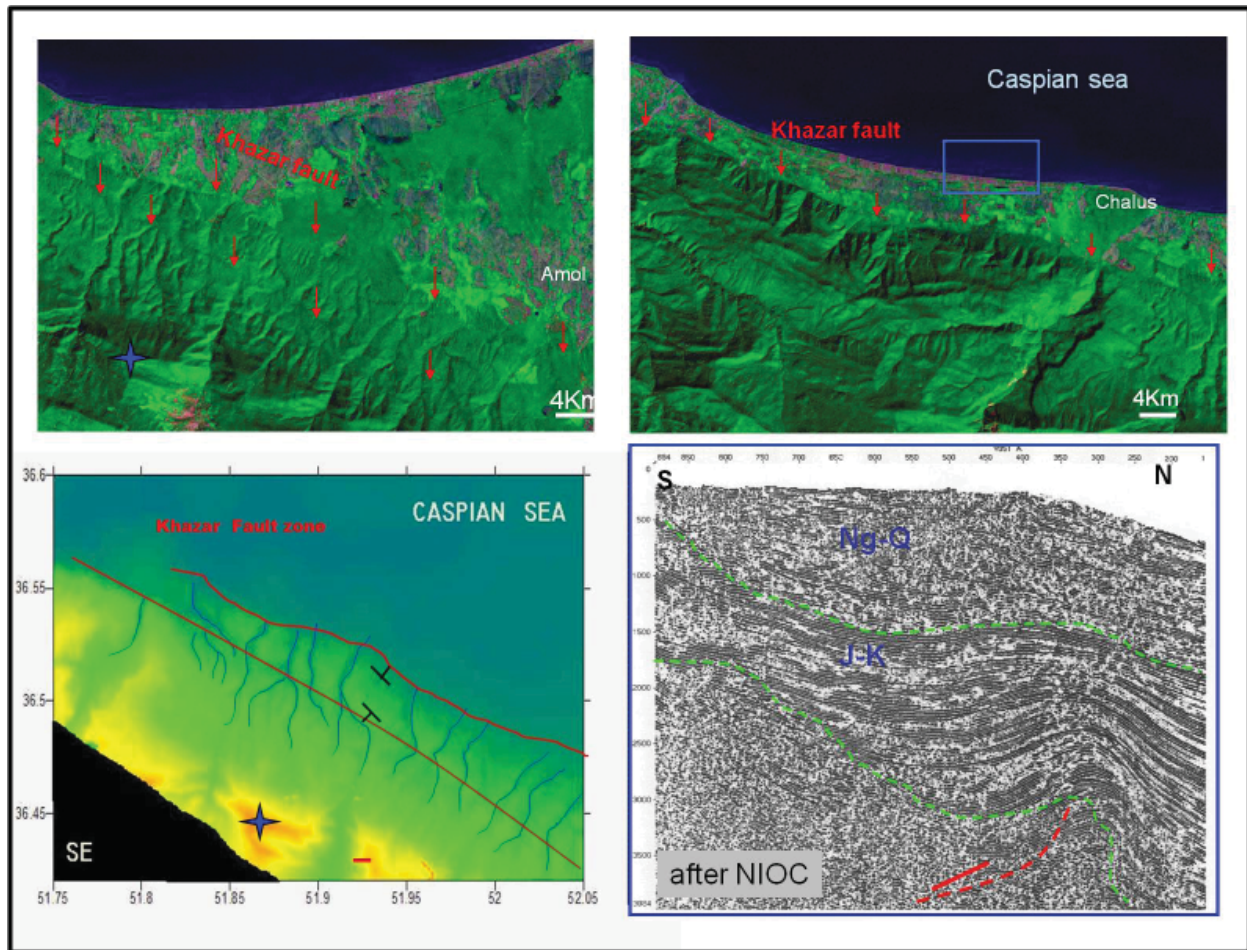 Khazar fault
Amol
4Km
Caspian sea
Khazar fault
Chalus
4Km
36.6
36.55
36.5
36.45
CASPIAN SEA
Khazar Fault zone
SE
51.75 51.8 51.85 51.9 51.95 52 52.05
S
N
500
1000
1500
2000
2500
3000
3500
Ng-Q
J-K
after NIOC